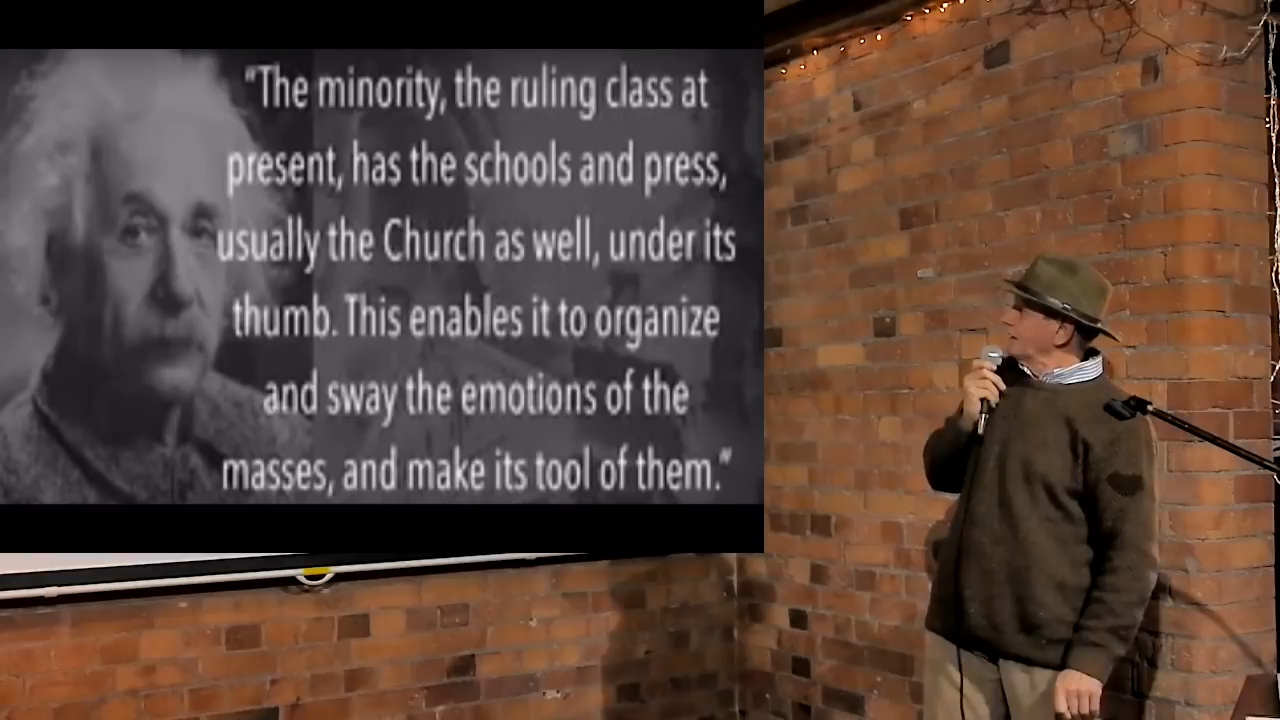 “The minority, the ruling class at
present, has the schools and press,
usually the Church as well, under its
thumb. This enables it to organize
and sway the emotions of the
masses, and make its tool of them.”